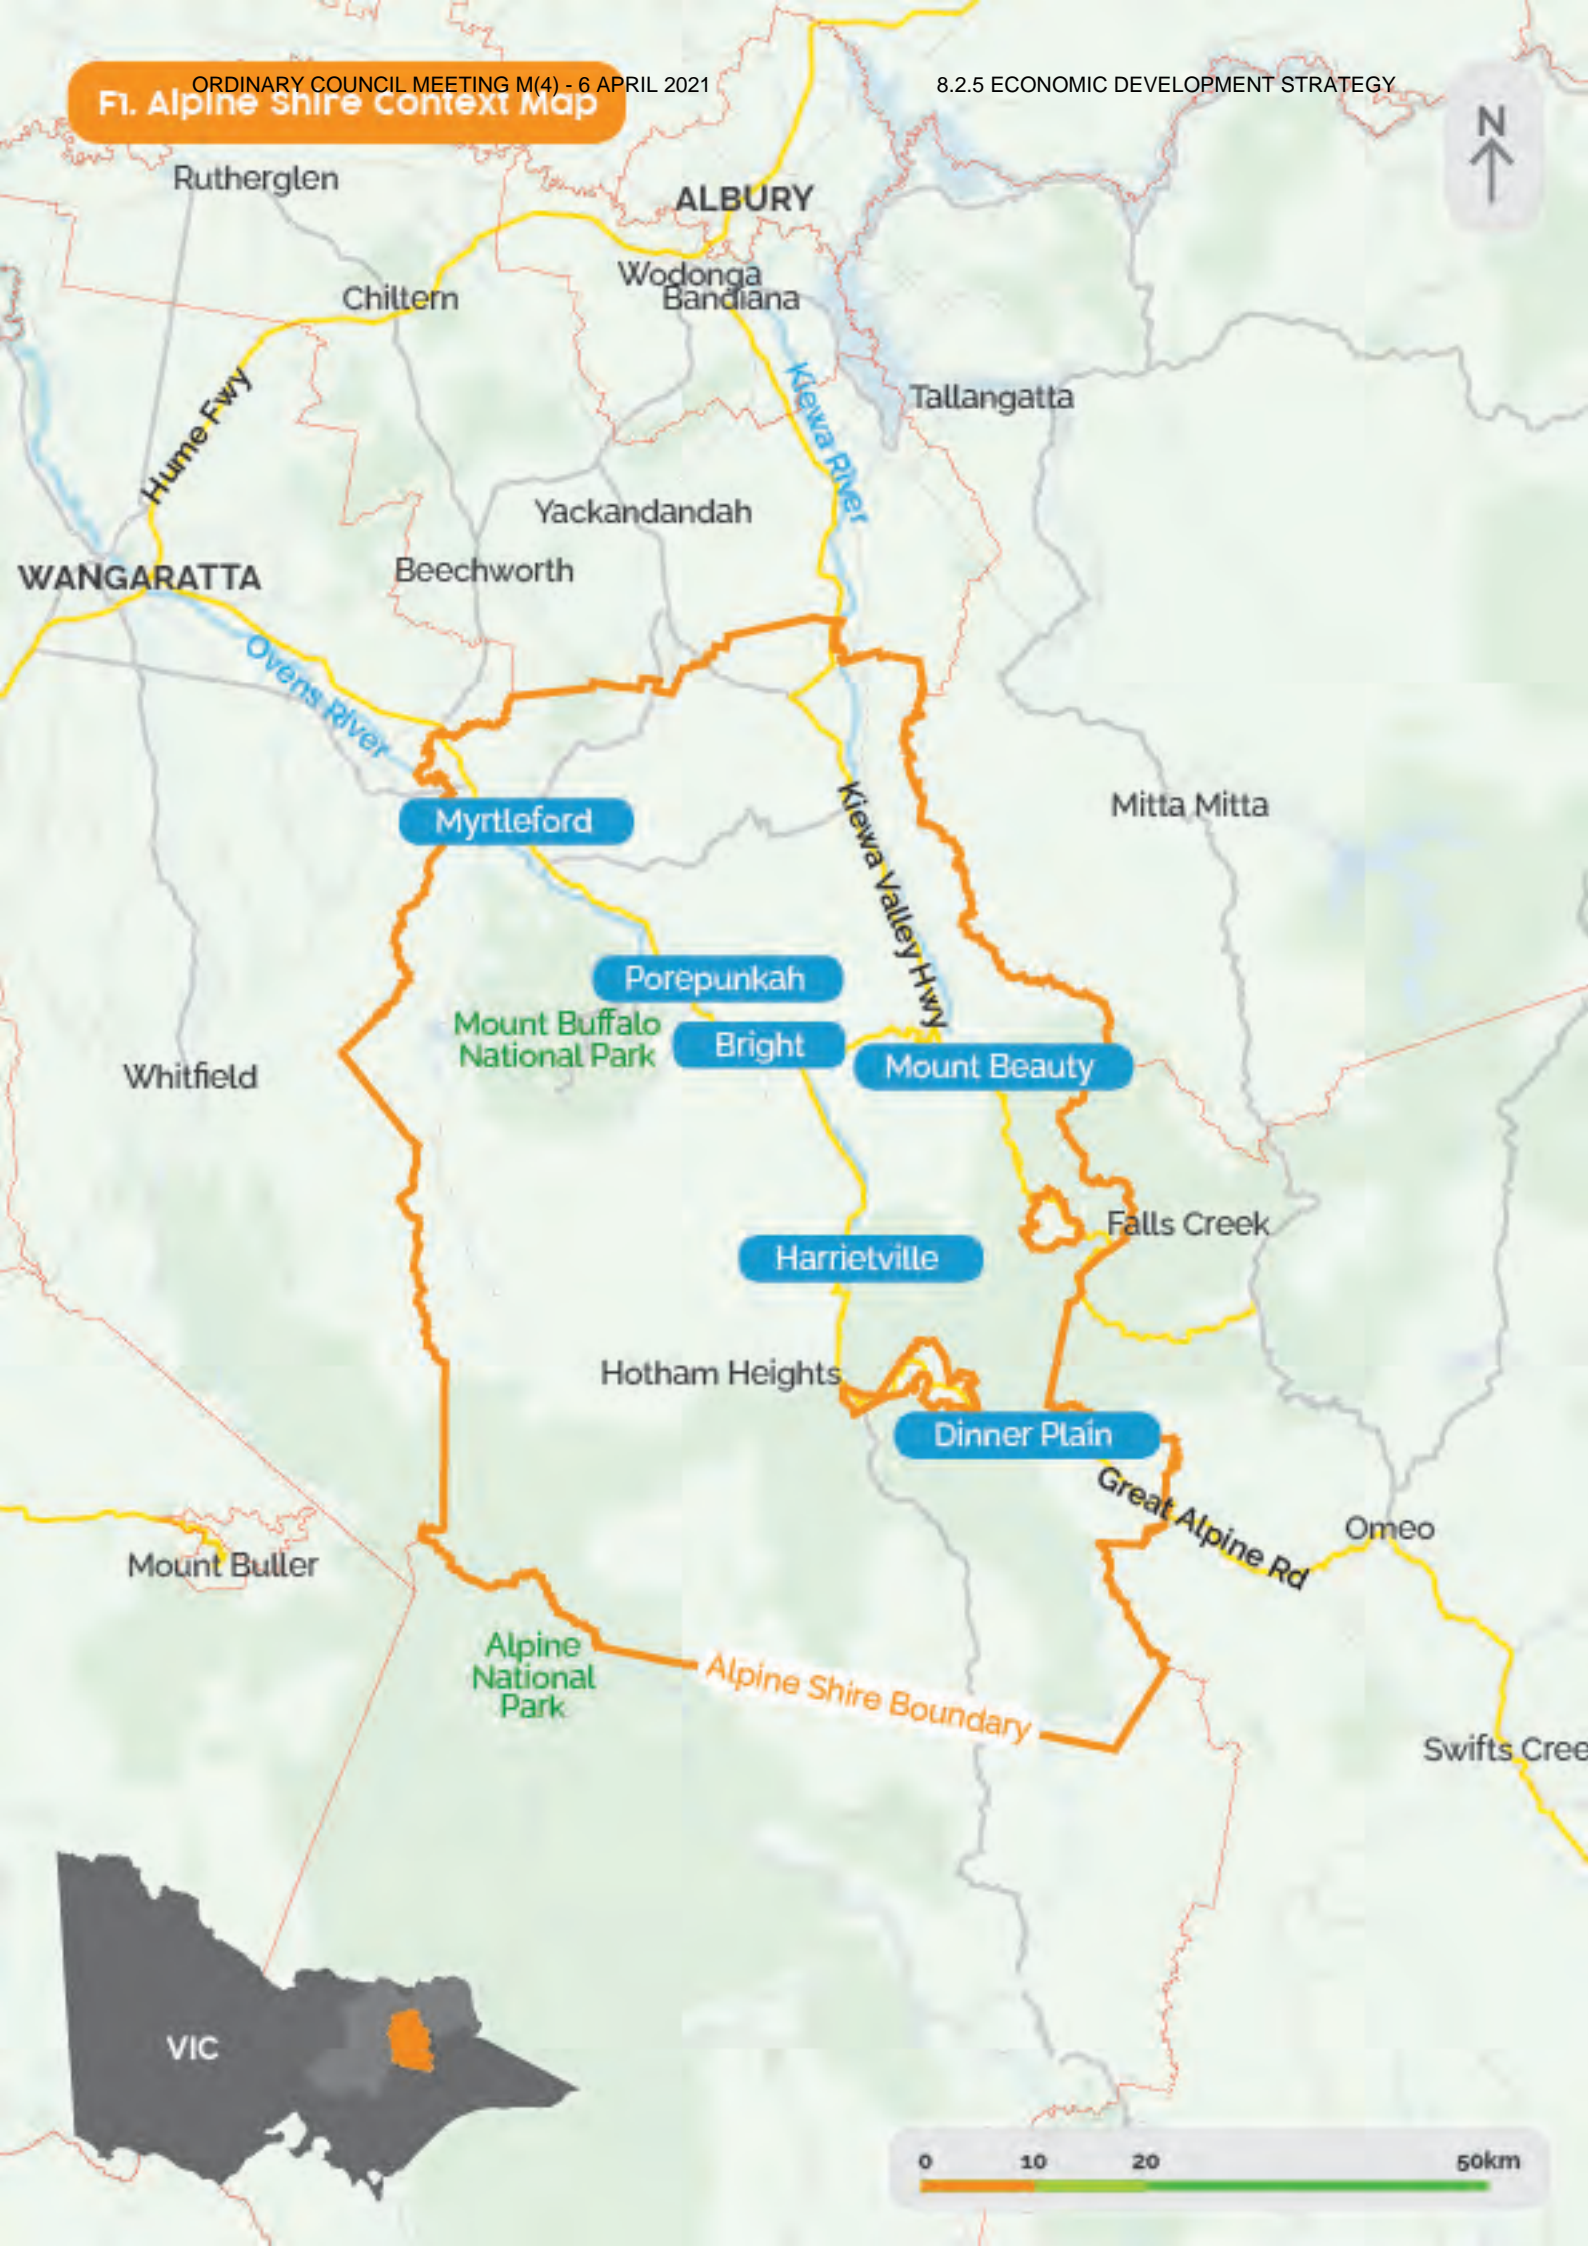 ORDINARY COUNCIL MEETING M(4) - 6 APRIL 2021
8.2.5 ECONOMIC DEVELOPMENT STRATEGY
F1. Alpine Shire Context Map
N
Rutherglen
ALBURY
Wodonga
Bandiana
Chiltern
Hume Fwy
Kiewa River
Tallangatta
Yackandandah
Beechworth
WANGARATTA
Ovens River
Myrtleford
Kiewa Valley Hwy
Mitta Mitta
Porepunkah
Mount Buffalo
National Park
Bright
Mount Beauty
Whitfield
Falls Creek
Harrietville
Hotham Heights
Dinner Plain
Great Alpine Rd
Omeo
Mount Buller
Alpine
National
Park
Alpine Shire Boundary
Swifts Cree
VIC
0 10 20 50km